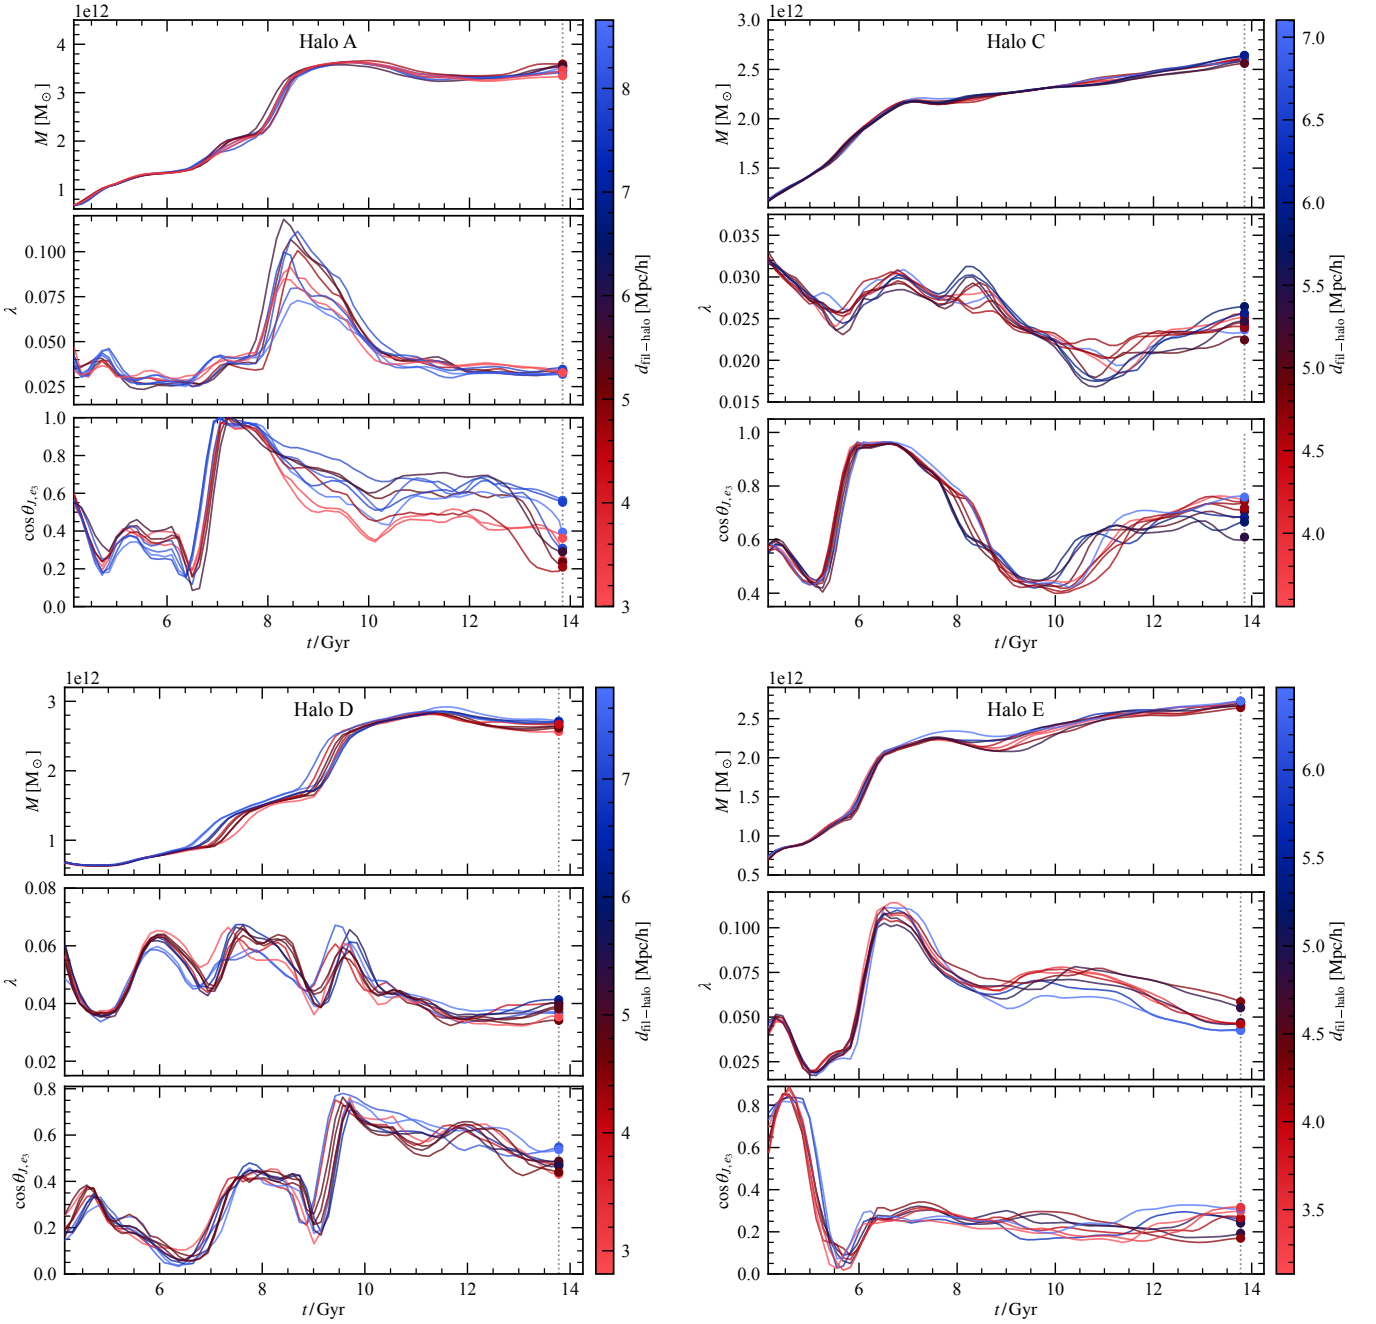 1e12
Halo A
M [M⊙]
4
3
2
1
λ
0.100
0.075
0.050
0.025
cos θJ,e3
1.0
0.8
0.6
0.4
0.2
0.0
6 8 10 12 14
t/Gyr
8
7
6
5
4
3
dfil−halo [Mpc/h]
1e12
Halo C
M [M⊙]
3.0
2.5
2.0
1.5
λ
0.035
0.030
0.025
0.020
0.015
cos θJ,e3
1.0
0.8
0.6
0.4
6 8 10 12 14
t/Gyr
7.0
6.5
6.0
5.5
5.0
4.5
4.0
dfil−halo [Mpc/h]
1e12
Halo D
M [M⊙]
3
2
1
λ
0.08
0.06
0.04
0.02
cos θJ,e3
0.8
0.6
0.4
0.2
0.0
6 8 10 12 14
t/Gyr
7
6
5
4
3
dfil−halo [Mpc/h]
1e12
Halo E
M [M⊙]
2.5
2.0
1.5
1.0
0.5
λ
0.100
0.075
0.050
0.025
cos θJ,e3
0.8
0.6
0.4
0.2
0.0
6 8 10 12 14
t/Gyr
6.0
5.5
5.0
4.5
4.0
3.5
dfil−halo [Mpc/h]